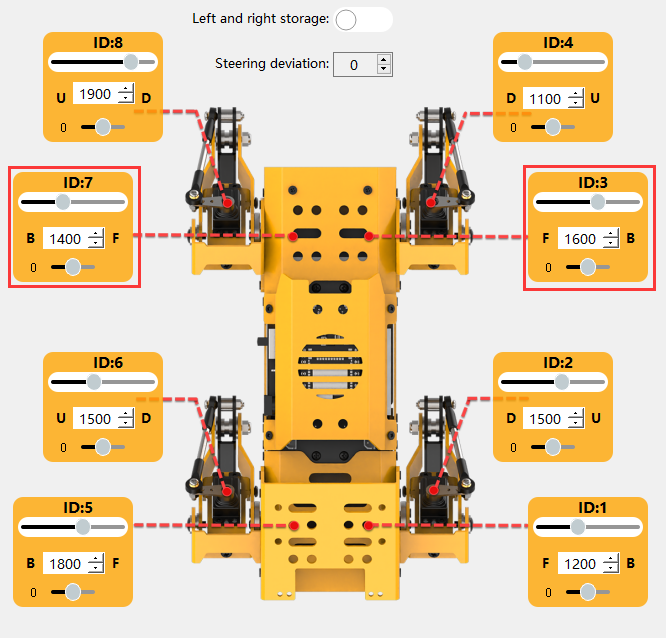 Left and right storage:
Steering deviation: 0
ID:8
U 1900 D
0
ID:4
D 1100 U
0
ID:7
B 1400 F
0
ID:3
F 1600 B
0
ID:6
U 1500 D
0
ID:2
D 1500 U
0
ID:5
B 1800 F
0
ID:1
F 1200 B
0